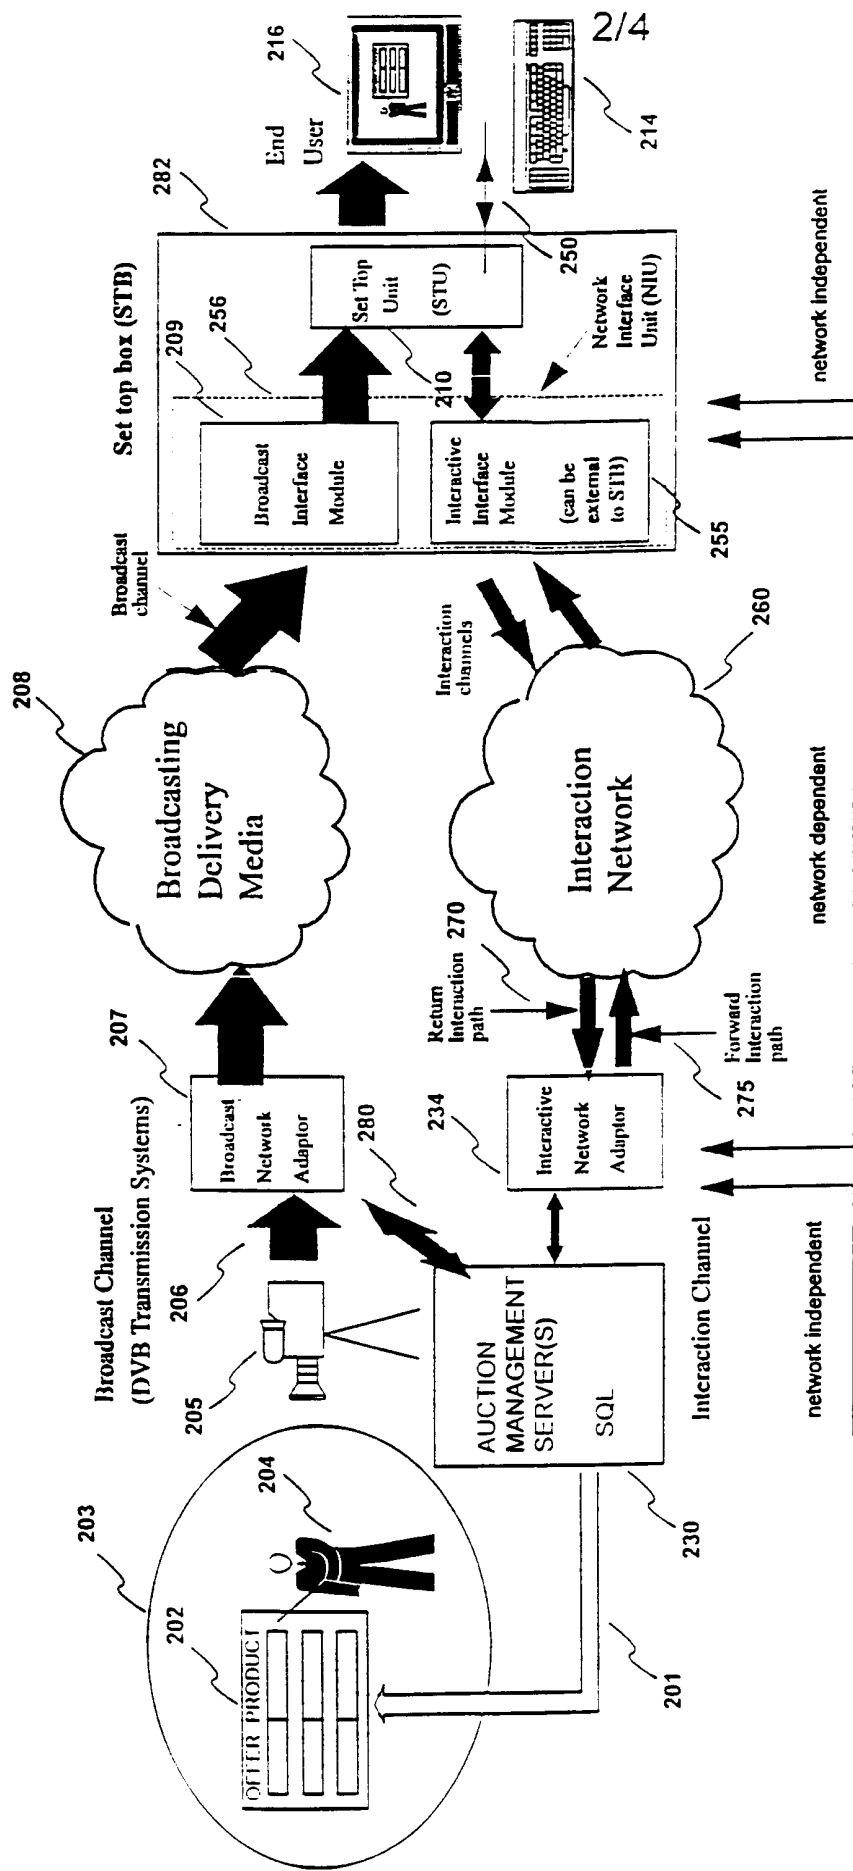 2/4
203
202
OFFER PRODUCT
204
201
Broadcast Channel
(DVB Transmission Systems)
205
206
AUCTION
MANAGEMENT
SERVER(S)
SQL
230
Interaction Channel
207
Broadcast
Network
Adaptor
280
234
Interactive
Network
Adaptor
208
Broadcasting
Delivery
Media
Return
Interaction
path
270
Forward
Interaction
path
275
Interaction
Network
260
Broadcast
channel
Interaction
channels
Set top box (STB)
209
256
282
Broadcast
Interface
Module
Interactive
Interface
Module
(can be
external
to STB)
255
Set Top
Unit
(STU)
210
250
Network
Interface
Unit (NIU)
End
User
216
214
network independent
network dependent
network independent